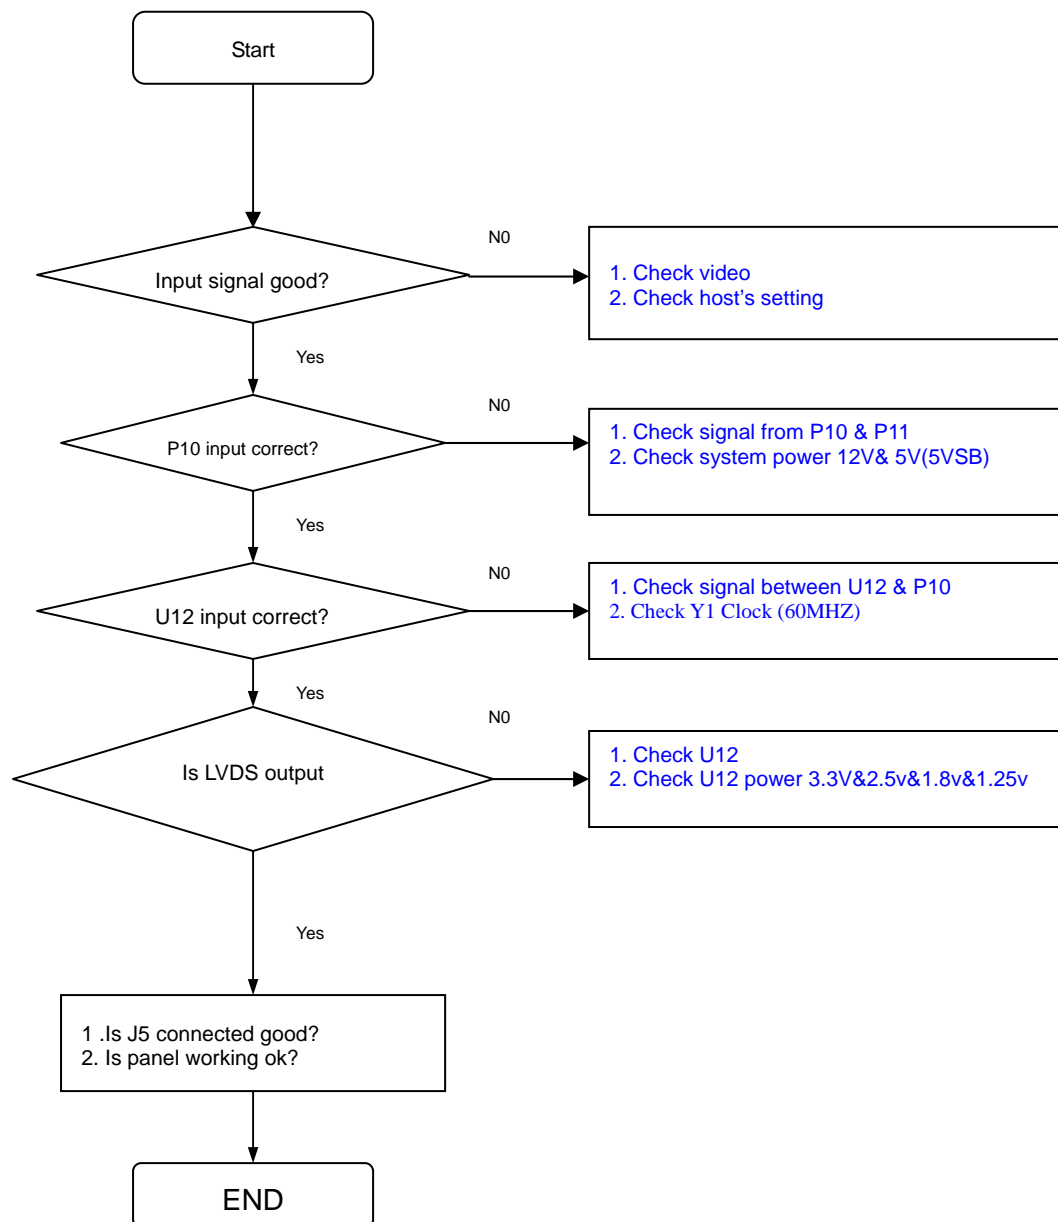 Start
Input signal good?
N0
1. Check video
2. Check host's setting
Yes
P10 input correct?
N0
1. Check signal from P10 & P11
2. Check system power 12V& 5V(5VSB)
Yes
U12 input correct?
N0
1. Check signal between U12 & P10
2. Check Y1 Clock (60MHZ)
Yes
Is LVDS output
N0
1. Check U12
2. Check U12 power 3.3V&2.5v&1.8v&1.25v
Yes
1 .Is J5 connected good?
2. Is panel working ok?
END